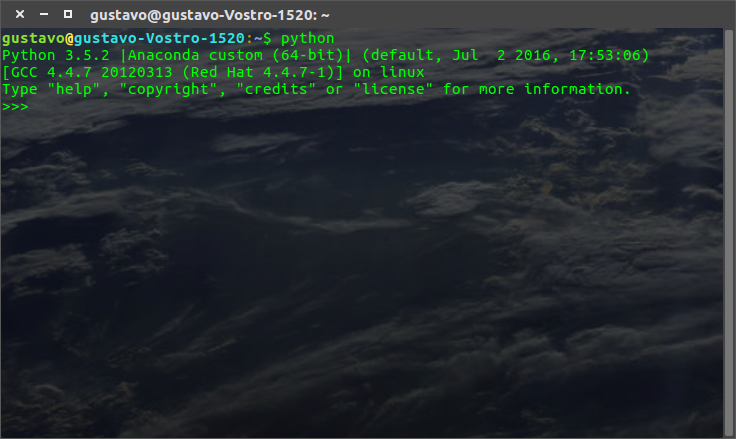 gustavo@gustavo-Vostro-1520: ~
gustavo@gustavo-Vostro-1520:~$ python
Python 3.5.2 |Anaconda custom (64-bit)| (default, Jul  2 2016, 17:53:06)
[GCC 4.4.7 20120313 (Red Hat 4.4.7-1)] on linux
Type "help", "copyright", "credits" or "license" for more information.
>>>